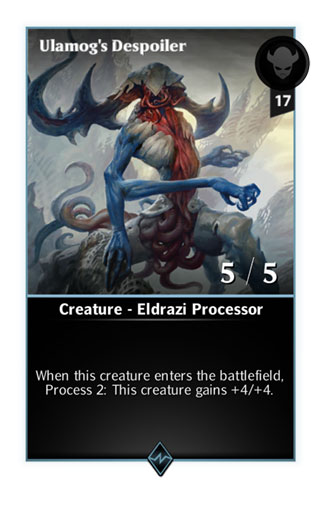 Ulamog's Despoiler
17
5 / 5
Creature - Eldrazi Processor
When this creature enters the battlefield,
Process 2: This creature gains +4/+4.